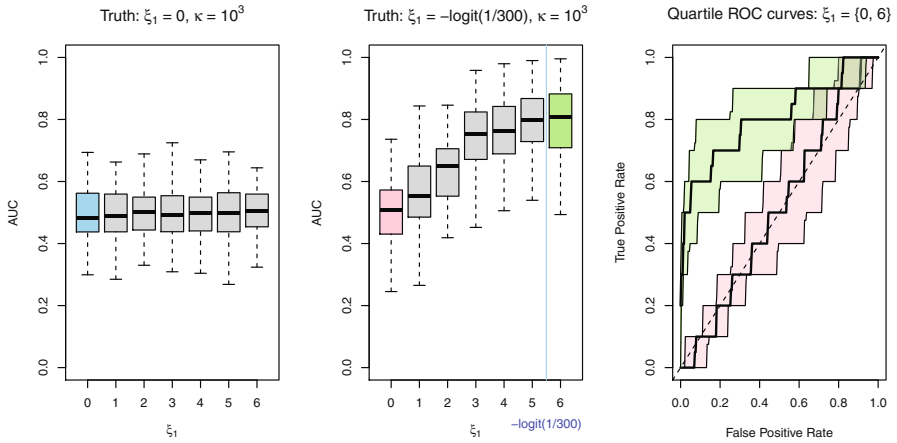 Truth: ξ1 = 0, κ = 10^3
AUC
1.0
0.8
0.6
0.4
0.2
0.0
0 1 2 3 4 5 6
ξ1
Truth: ξ1 = −logit(1/300), κ = 10^3
AUC
1.0
0.8
0.6
0.4
0.2
0.0
0 1 2 3 4 5 6
ξ1
−logit(1/300)
Quartile ROC curves: ξ1 = {0, 6}
True Positive Rate
1.0
0.8
0.6
0.4
0.2
0.0
0.0 0.2 0.4 0.6 0.8 1.0
False Positive Rate